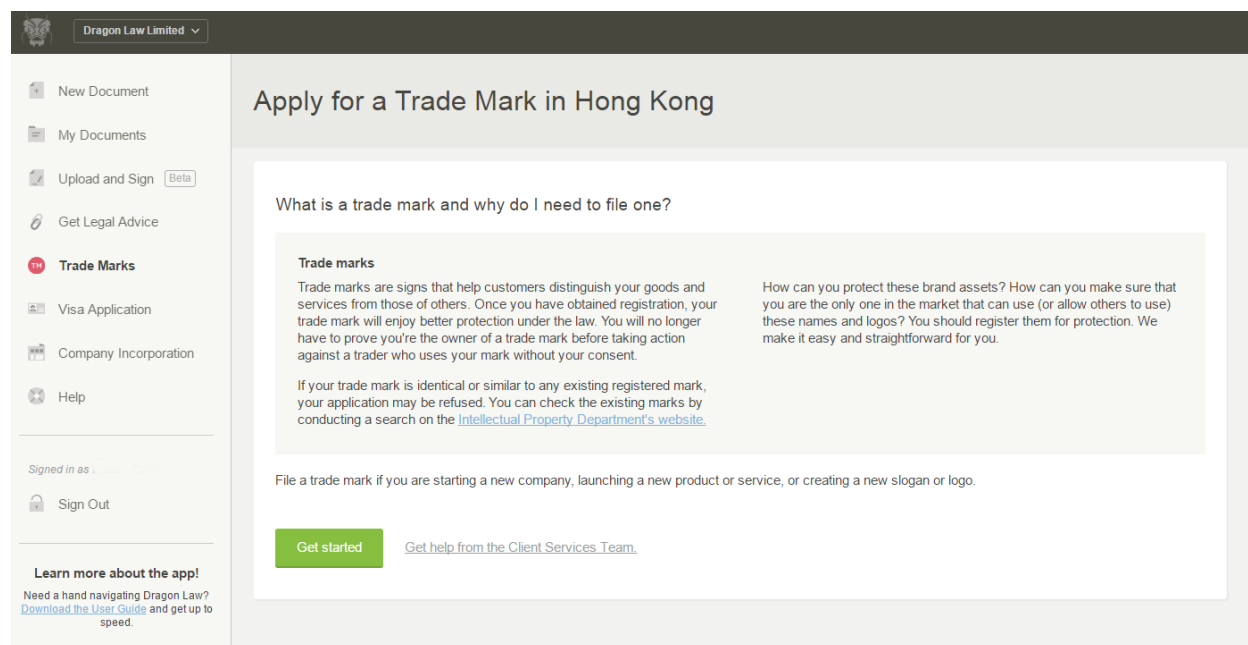 Dragon Law Limited
New Document
My Documents
Upload and Sign Beta
Get Legal Advice
TM Trade Marks
Visa Application
Company Incorporation
Help
Signed in as
Sign Out
Learn more about the app!
Need a hand navigating Dragon Law?
Download the User Guide and get up to
speed.
Apply for a Trade Mark in Hong Kong
What is a trade mark and why do I need to file one?
Trade marks
Trade marks are signs that help customers distinguish your goods and
services from those of others. Once you have obtained registration, your
trade mark will enjoy better protection under the law. You will no longer
have to prove you're the owner of a trade mark before taking action
against a trader who uses your mark without your consent.
If your trade mark is identical or similar to any existing registered mark,
your application may be refused. You can check the existing marks by
conducting a search on the Intellectual Property Department's website.
How can you protect these brand assets? How can you make sure that
you are the only one in the market that can use (or allow others to use)
these names and logos? You should register them for protection. We
make it easy and straightforward for you.
File a trade mark if you are starting a new company, launching a new product or service, or creating a new slogan or logo.
Get started
Get help from the Client Services Team.